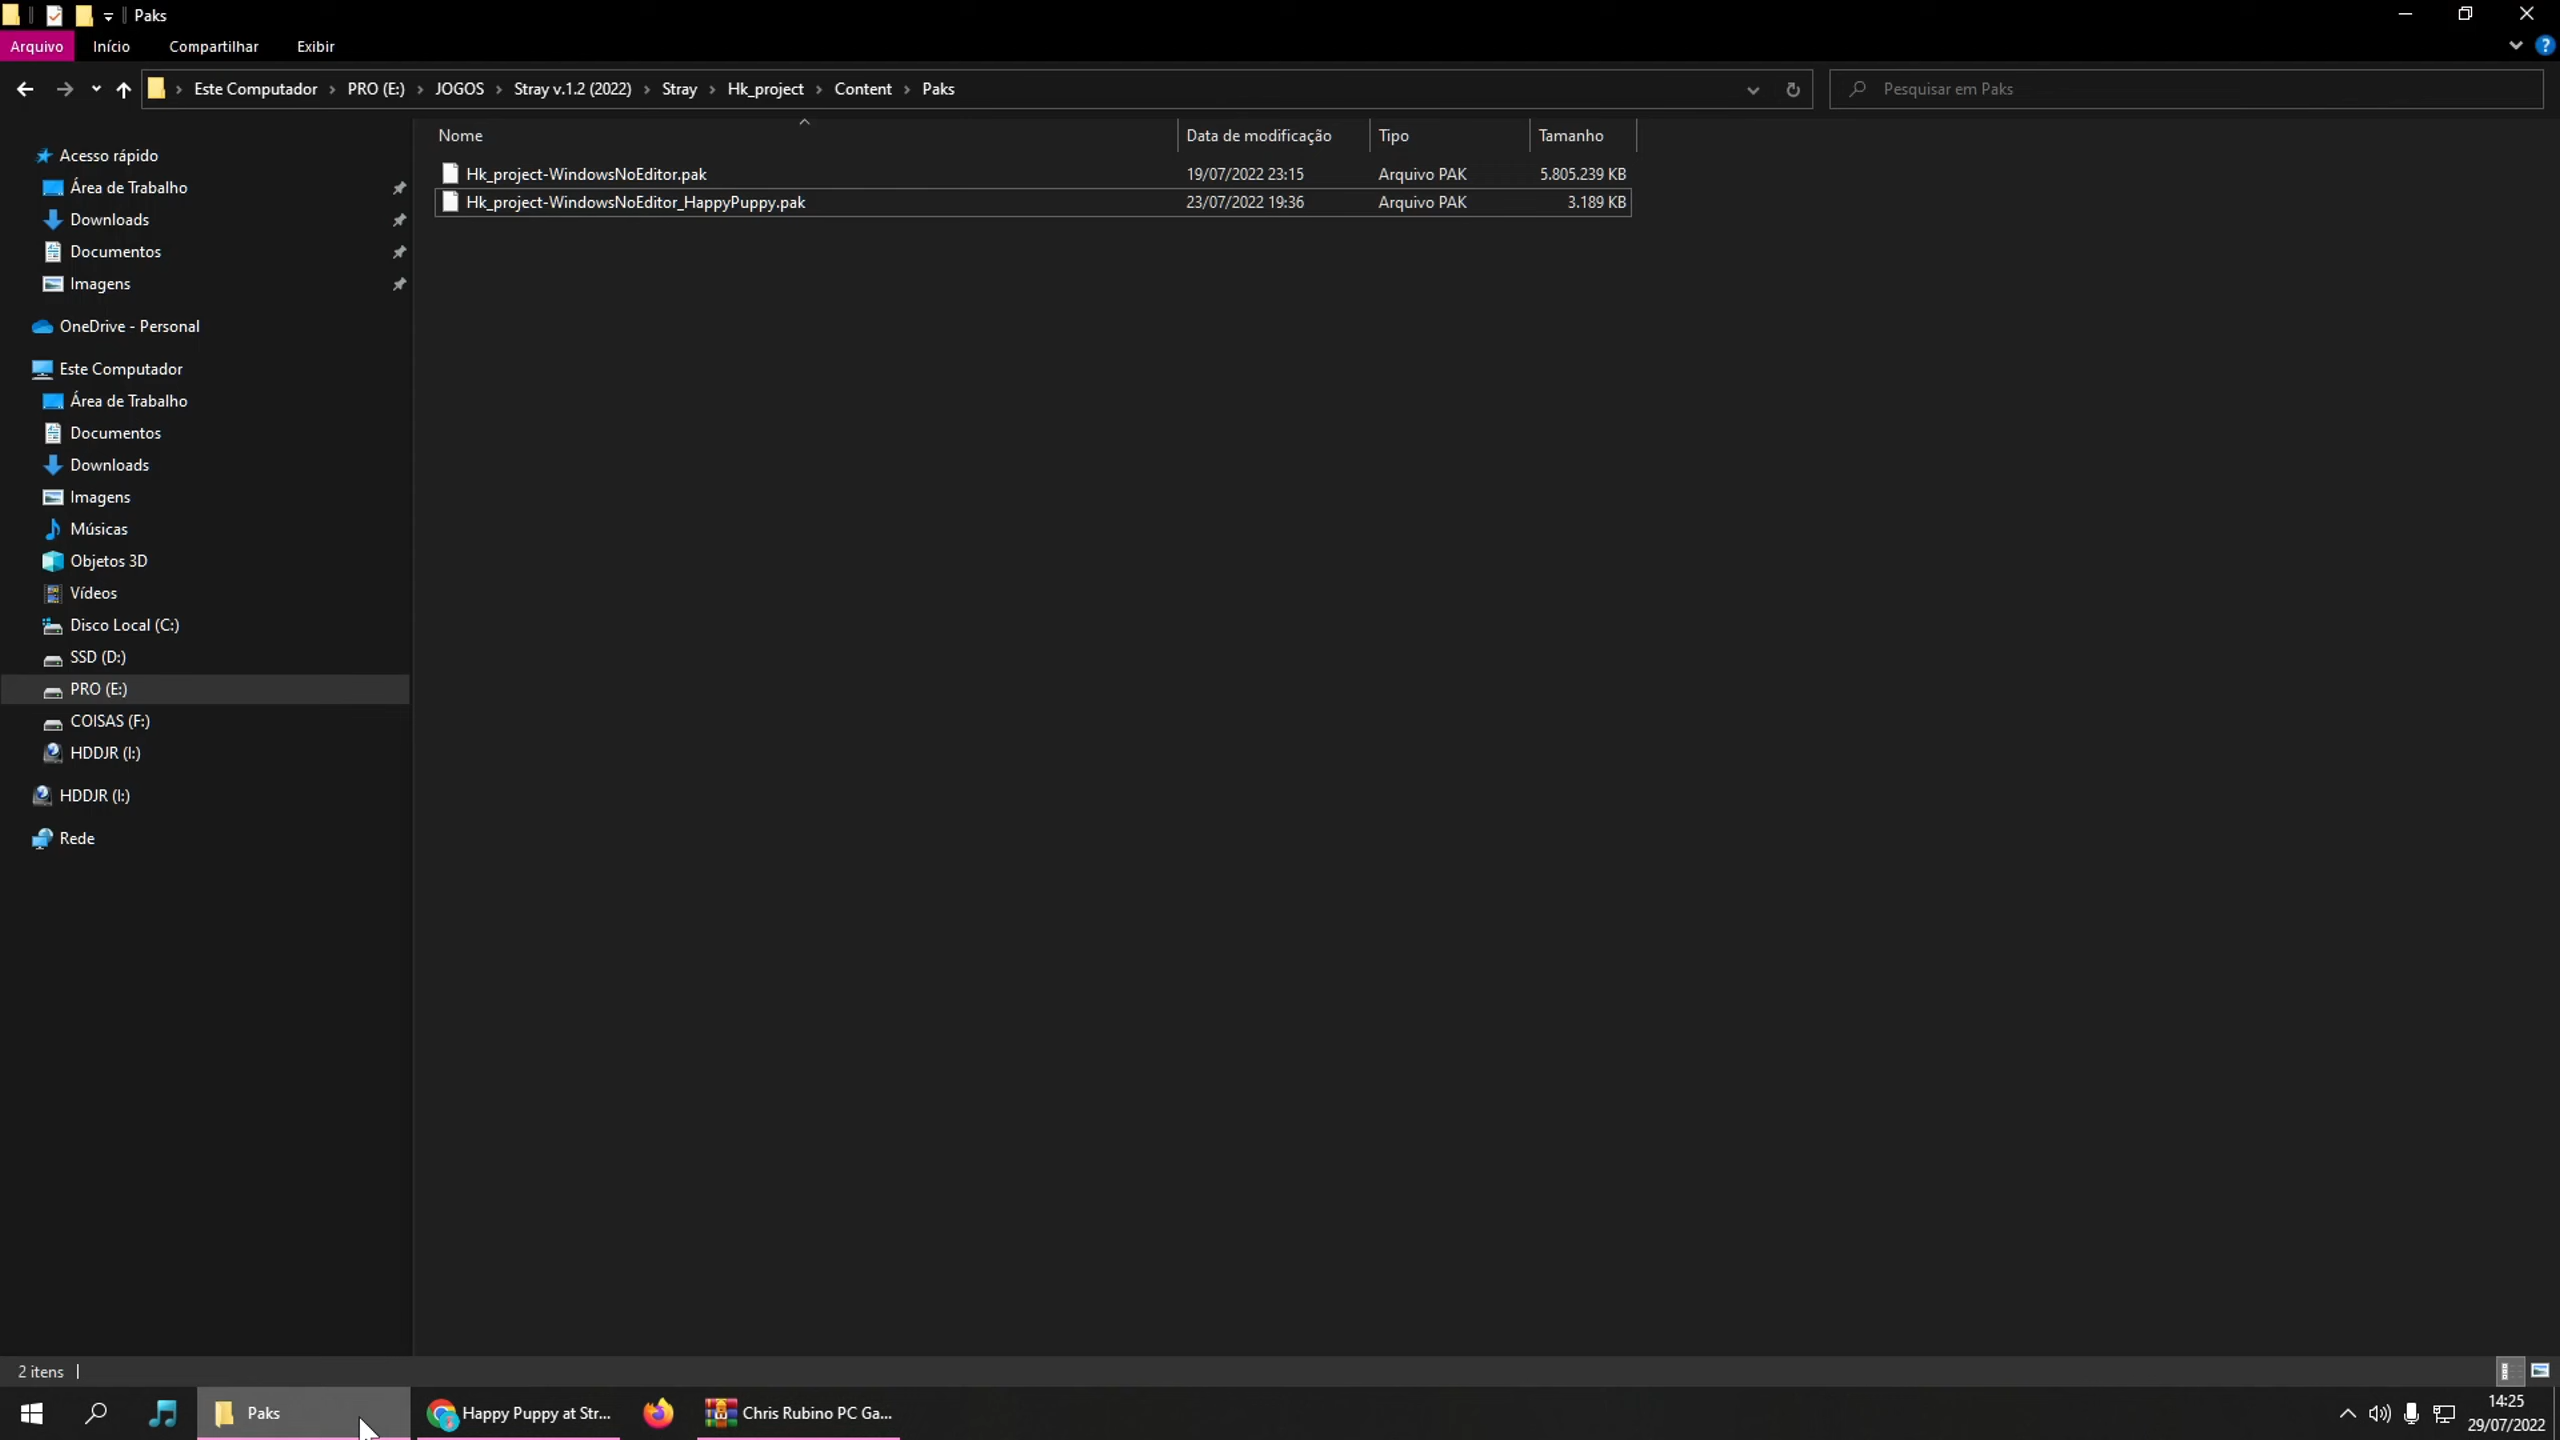 Paks
Arquivo Início Compartilhar Exibir
Este Computador PRO (E:) JOGOS Stray v.1.2 (2022) Stray Hk_project Content Paks
Pesquisar em Paks
Nome Data de modificação Tipo Tamanho
Hk_project-WindowsNoEditor.pak 19/07/2022 23:15 Arquivo PAK 5.805.239 KB
Hk_project-WindowsNoEditor_HappyPuppy.pak 23/07/2022 19:36 Arquivo PAK 3.189 KB
Acesso rápido
Área de Trabalho
Downloads
Documentos
Imagens
OneDrive - Personal
Este Computador
Área de Trabalho
Documentos
Downloads
Imagens
Músicas
Objetos 3D
Vídeos
Disco Local (C:)
SSD (D:)
PRO (E:)
COISAS (F:)
HDDJR (I:)
HDDJR (I:)
Rede
2 itens
Paks Happy Puppy at Str... Chris Rubino PC Ga...
14:25
29/07/2022